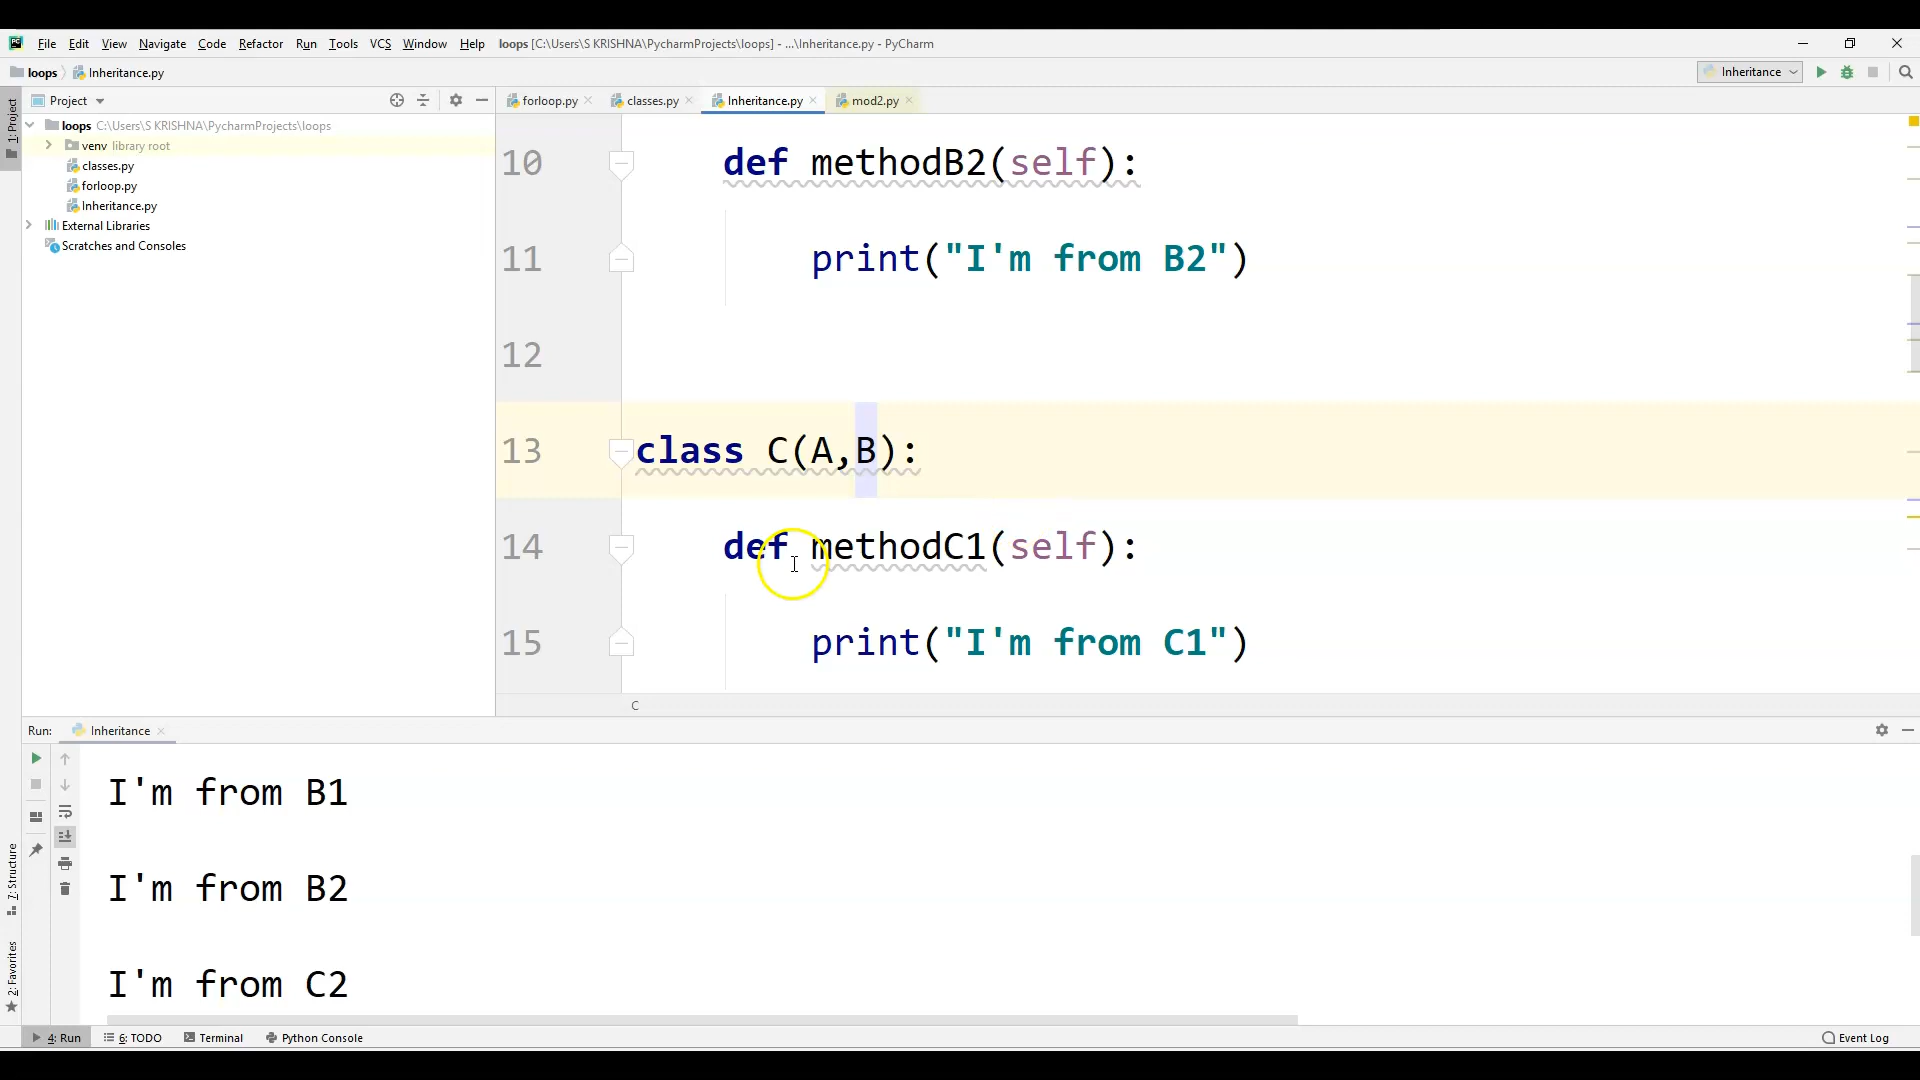 File Edit View Navigate Code Refactor Run Tools VCS Window Help loops [C:\Users\S KRISHNA\PycharmProjects\loops] - ...\Inheritance.py - PyCharm
loops Inheritance.py
Inheritance
1: Project
Project
forloop.py classes.py Inheritance.py mod2.py
loops C:\Users\S KRISHNA\PycharmProjects\loops
venv library root
classes.py
forloop.py
Inheritance.py
External Libraries
Scratches and Consoles
10 def methodB2(self):
11 print("I'm from B2")
12
13 class C(A,B):
14 def methodC1(self):
15 print("I'm from C1")
C
Run: Inheritance
I'm from B1
I'm from B2
I'm from C2
7: Structure
2: Favorites
4: Run 6: TODO Terminal Python Console Event Log